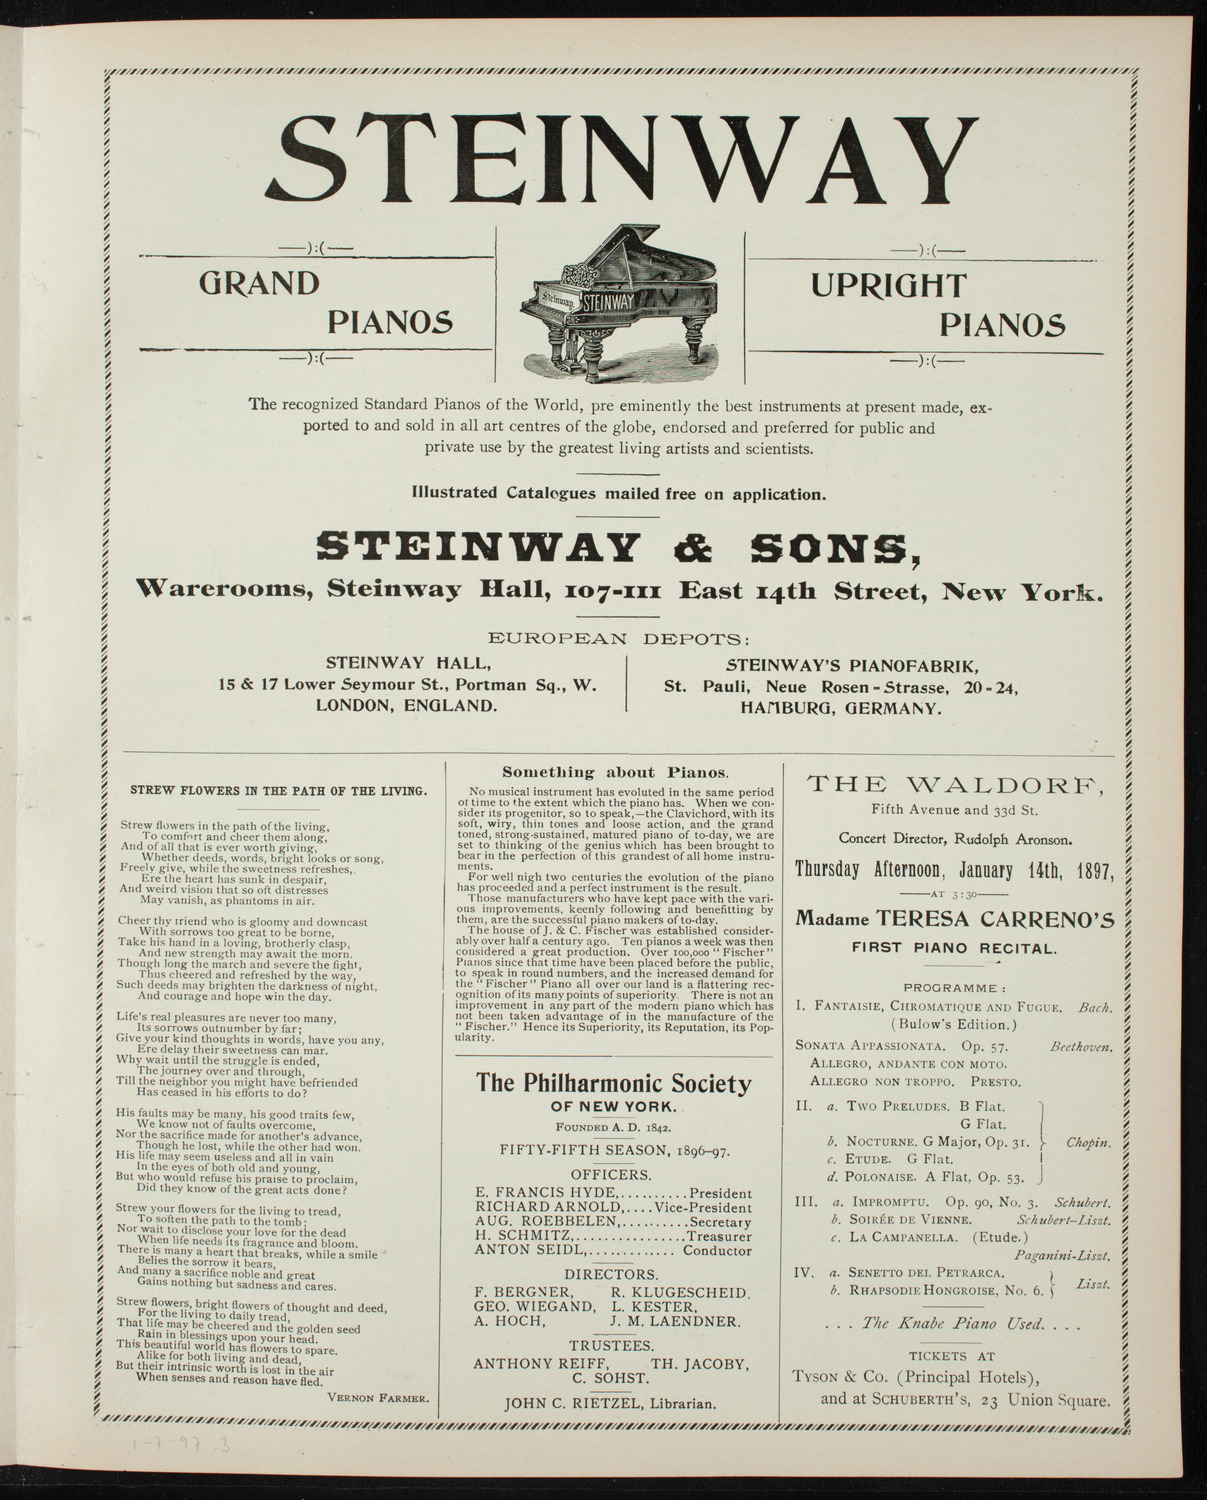 STEINWAY
GRAND
PIANOS
Steinway
STEINWAY
UPRIGHT
PIANOS
The recognized Standard Pianos of the World, pre eminently the best instruments at present made, ex-
ported to and sold in all art centres of the globe, endorsed and preferred for public and
private use by the greatest living artists and scientists.
Illustrated Catalogues mailed free on application.
STEINWAY & SONS,
Warerooms, Steinway Hall, 107-111 East 14th Street, New York.
EUROPEAN DEPOTS:
STEINWAY HALL,
15 & 17 Lower Seymour St., Portman Sq., W.
LONDON, ENGLAND.
STEINWAY'S PIANOFABRIK,
St. Pauli, Neue Rosen-Strasse, 20-24,
HAMBURG, GERMANY.
STREW FLOWERS IN THE PATH OF THE LIVING.
Strew flowers in the path of the living,
To comfort and cheer them along,
And of all that is ever worth giving,
Whether deeds, words, bright looks or song,
Freely give, while the sweetness refreshes,
Ere the heart has sunk in despair,
And weird vision that so oft distresses
May vanish, as phantoms in air.
Cheer thy friend who is gloomy and downcast
With sorrows too great to be borne,
Take his hand in a loving, brotherly clasp,
And new strength may await the morn.
Though long the march and severe the fight,
Thus cheered and refreshed by the way,
Such deeds may brighten the darkness of night,
And courage and hope win the day.
Life's real pleasures are never too many,
Its sorrows outnumber by far;
Give your kind thoughts in words, have you any,
Ere delay their sweetness can mar.
Why wait until the struggle is ended,
The journey over and through,
Till the neighbor you might have befriended
Has ceased in his efforts to do?
His faults may be many, his good traits few,
We know not of faults overcome,
Nor the sacrifice made for another's advance,
Though he lost, while the other had won.
His life may seem useless and all in vain
In the eyes of both old and young,
But who would refuse his praise to proclaim,
Did they know of the great acts done?
Strew your flowers for the living to tread,
To soften the path to the tomb;
Nor wait to disclose your love for the dead
When life needs its fragrance and bloom.
There is many a heart that breaks, while a smile
Belies the sorrow it bears,
And many a sacrifice noble and great
Gains nothing but sadness and cares.
Strew flowers, bright flowers of thought and deed,
For the living to daily tread,
That life may be cheered and the golden seed
Rain in blessings upon your head.
This beautiful world has flowers to spare.
Alike for both living and dead,
But their intrinsic worth is lost in the air
When senses and reason have fled.
VERNON FARMER.
Something about Pianos.
No musical instrument has evoluted in the same period
of time to the extent which the piano has. When we con-
sider its progenitor, so to speak,—the Clavichord, with its
soft, wiry, thin tones and loose action, and the grand
toned, strong-sustained, matured piano of to-day, we are
set to thinking of the genius which has been brought to
bear in the perfection of this grandest of all home instru-
ments.
For well nigh two centuries the evolution of the piano
has proceeded and a perfect instrument is the result.
Those manufacturers who have kept pace with the vari-
ous improvements, keenly following and benefitting by
them, are the successful piano makers of to-day.
The house of J. & C. Fischer was established consider-
ably over half a century ago. Ten pianos a week was then
considered a great production. Over 100,000 "Fischer"
Pianos since that time have been placed before the public,
to speak in round numbers, and the increased demand for
the "Fischer" Piano all over our land is a flattering rec-
ognition of its many points of superiority. There is not an
improvement in any part of the modern piano which has
not been taken advantage of in the manufacture of the
"Fischer." Hence its Superiority, its Reputation, its Pop-
ularity.
The Philharmonic Society
OF NEW YORK.
FOUNDED A. D. 1842.
FIFTY-FIFTH SEASON, 1896-97.
OFFICERS.
E. FRANCIS HYDE,..........President
RICHARD ARNOLD,....Vice-President
AUG. ROEBBELEN,..........Secretary
H. SCHMITZ,................Treasurer
ANTON SEIDL,............. Conductor
DIRECTORS.
F. BERGNER, R. KLUGESCHEID,
GEO. WIEGAND, L. KESTER,
A. HOCH, J. M. LAENDNER.
TRUSTEES.
ANTHONY REIFF, TH. JACOBY,
C. SOHST.
JOHN C. RIETZEL, Librarian.
THE WALDORF,
Fifth Avenue and 33d St.
Concert Director, Rudolph Aronson.
Thursday Afternoon, January 14th, 1897,
AT 3:30
Madame TERESA CARRENO'S
FIRST PIANO RECITAL.
PROGRAMME:
I. FANTAISIE, CHROMATIQUE AND FUGUE. Bach.
(Bulow's Edition.)
SONATA APPASSIONATA. Op. 57. Beethoven.
ALLEGRO, ANDANTE CON MOTO.
ALLEGRO NON TROPPO. PRESTO.
II. a. TWO PRELUDES. B Flat.
G Flat.
b. NOCTURNE. G Major, Op. 31. Chopin.
c. ETUDE. G Flat.
d. POLONAISE. A Flat, Op. 53.
III. a. IMPROMPTU. Op. 90, No. 3. Schubert.
b. SOIRÉE DE VIENNE. Schubert-Liszt.
c. LA CAMPANELLA. (Etude.)
Paganini-Liszt.
IV. a. SENETTO DEL PETRARCA.
b. RHAPSODIE HONGROISE, No. 6. Liszt.
. . . The Knabe Piano Used. . . .
TICKETS AT
TYSON & Co. (Principal Hotels),
and at SCHUBERTH'S, 23 Union Square.
1-7-97.3